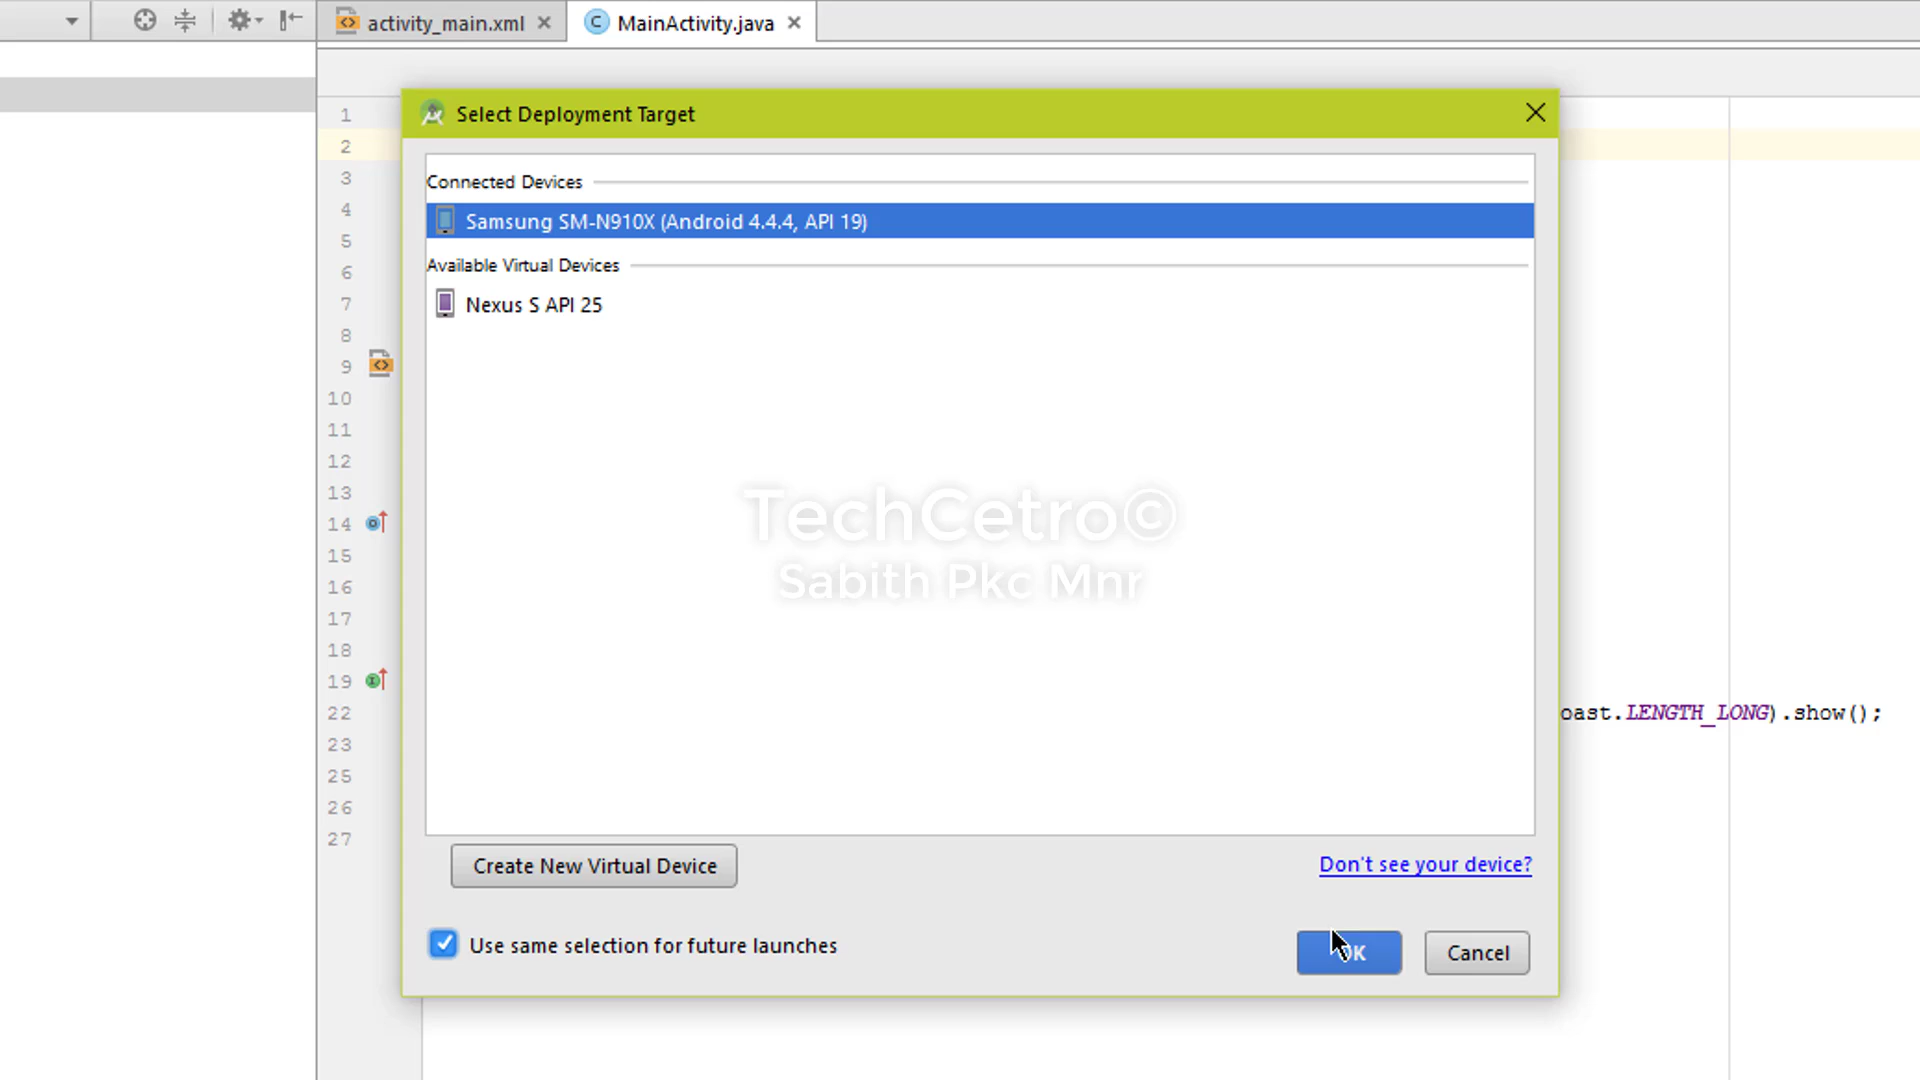 activity_main.xml
MainActivity.java
Select Deployment Target
Connected Devices
Samsung SM-N910X (Android 4.4.4, API 19)
Available Virtual Devices
Nexus S API 25
TechCetro©
Sabith Pkc Mnr
1
2
3
4
5
6
7
8
9
10
11
12
13
14
15
16
17
18
19
22 oast.LENGTH_LONG).show();
23
25
26
27
Create New Virtual Device
Don't see your device?
Use same selection for future launches
OK
Cancel